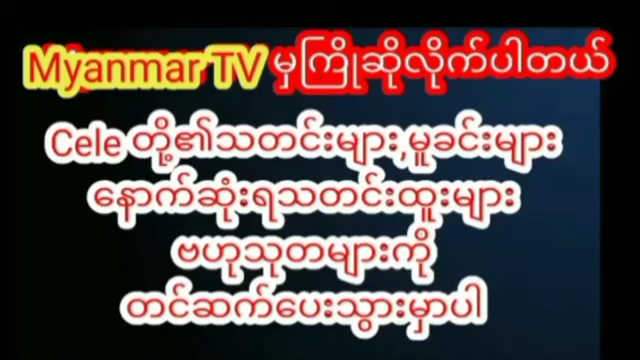 Myanmar TV မှကြိုဆိုလိုက်ပါတယ်
Cele တို့၏သတင်းများ,မူခင်းများ
နောက်ဆုံးရသတင်းထူးများ
ဗဟုသုတများကို
တင်ဆက်ပေးသွားမှာပါ